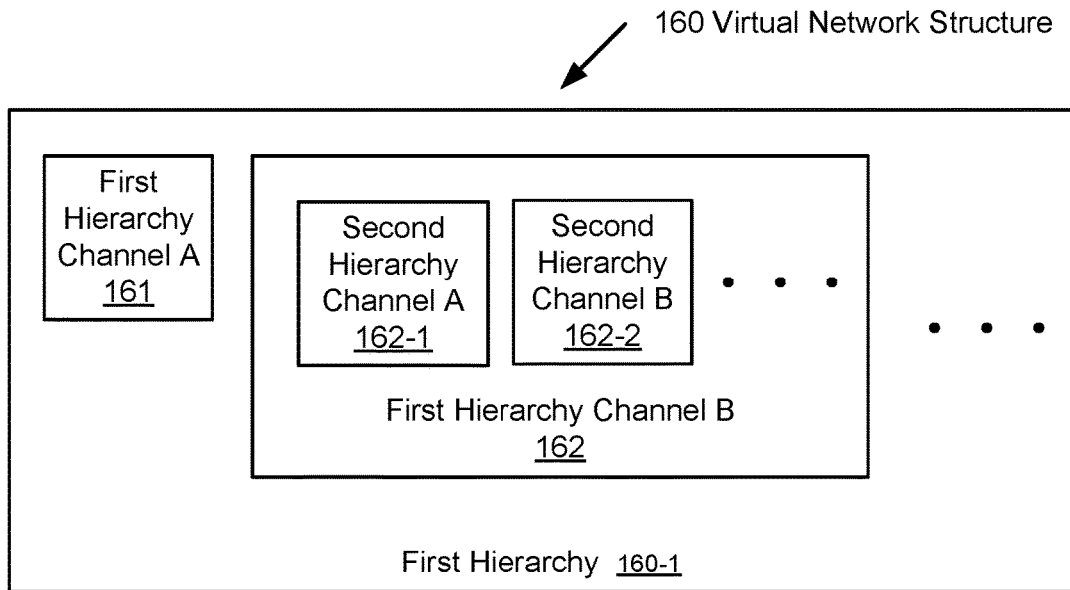 160 Virtual Network Structure
First
Hierarchy
Channel A
161
Second
Hierarchy
Channel A
162-1
Second
Hierarchy
Channel B
162-2
First Hierarchy Channel B
162
First Hierarchy 160-1